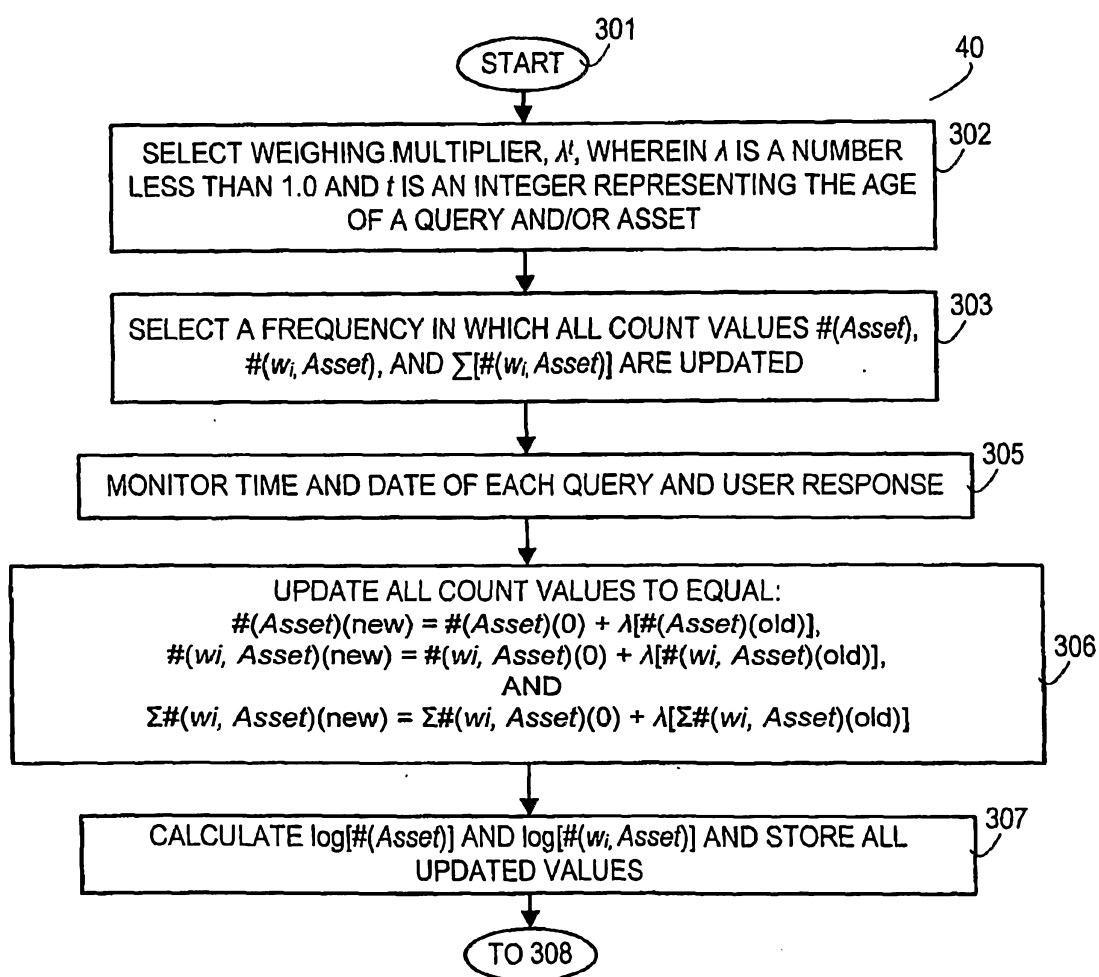 START
301
40
SELECT WEIGHING MULTIPLIER, λᵗ, WHEREIN λ IS A NUMBER
LESS THAN 1.0 AND t IS AN INTEGER REPRESENTING THE AGE
OF A QUERY AND/OR ASSET
302
SELECT A FREQUENCY IN WHICH ALL COUNT VALUES #(Asset),
#(wᵢ, Asset), AND ∑[#(wᵢ, Asset)] ARE UPDATED
303
MONITOR TIME AND DATE OF EACH QUERY AND USER RESPONSE
305
UPDATE ALL COUNT VALUES TO EQUAL:
#(Asset)(new) = #(Asset)(0) + λ[#(Asset)(old)],
#(wi, Asset)(new) = #(wi, Asset)(0) + λ[#(wi, Asset)(old)],
AND
Σ#(wi, Asset)(new) = Σ#(wi, Asset)(0) + λ[Σ#(wi, Asset)(old)]
306
CALCULATE log[#(Asset)] AND log[#(wᵢ, Asset)] AND STORE ALL
UPDATED VALUES
307
TO 308